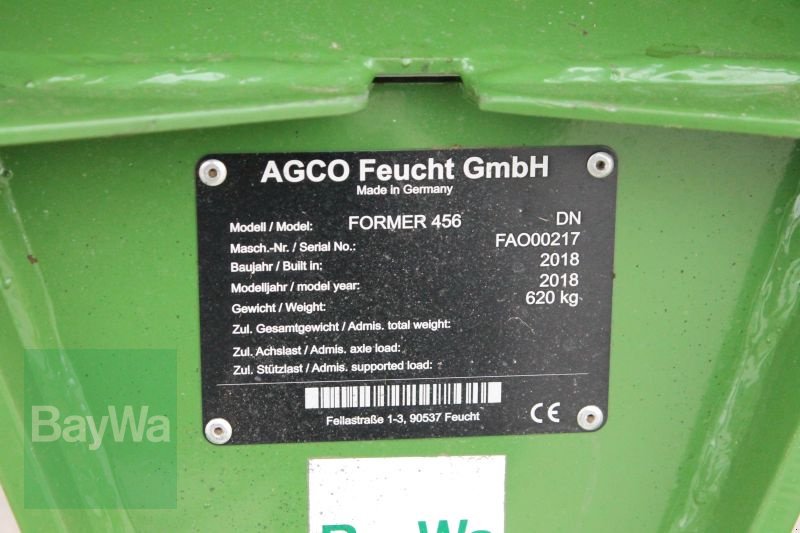 AGCO Feucht GmbH
Made in Germany
Modell / Model: FORMER 456 DN
Masch.-Nr. / Serial No.: FAO00217
Baujahr / Built in: 2018
Modelljahr / model year: 2018
Gewicht / Weight: 620 kg
Zul. Gesamtgewicht / Admis. total weight:
Zul. Achslast / Admis. axle load:
Zul. Stützlast / Admis. supported load:
Fellastraße 1-3, 90537 Feucht
CE
BayWa
BayWa